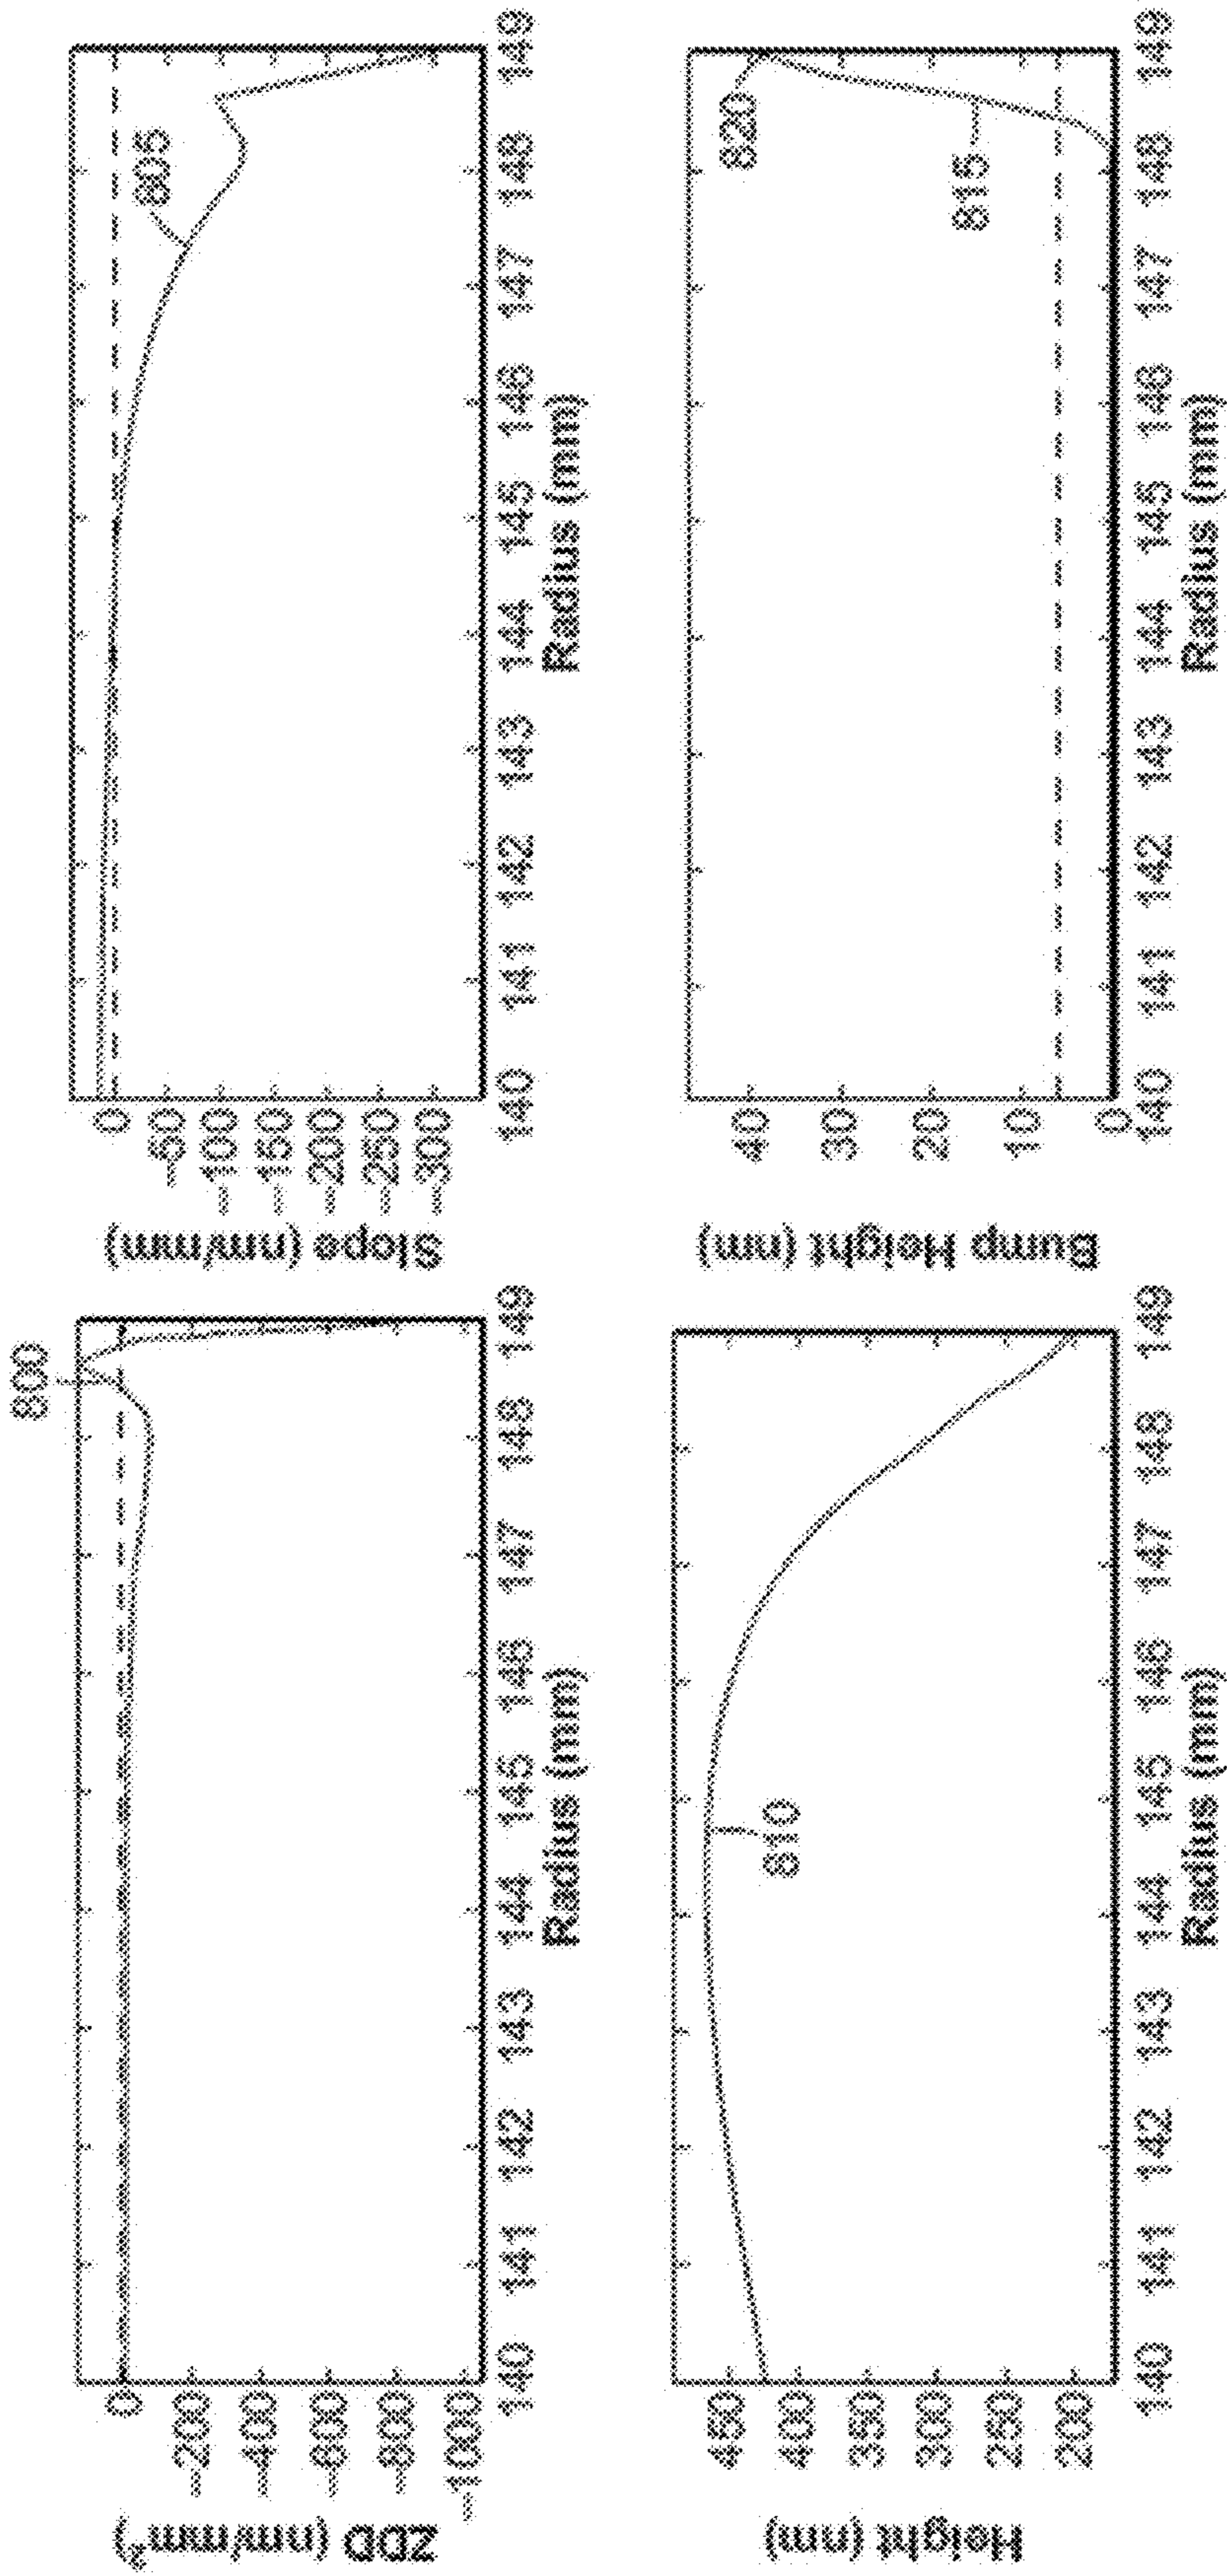 800
ZDD (nm/mm²)
0
−200
−400
−600
−800
−1000
140 141 142 143 144 145 146 147 148 149
Radius (mm)
805
Slope (nm/mm)
0
−50
−100
−150
−200
−250
−300
140 141 142 143 144 145 146 147 148 149
Radius (mm)
810
Height (nm)
450
400
350
300
250
200
140 141 142 143 144 145 146 147 148 149
Radius (mm)
820
815
Bump Height (nm)
40
30
20
10
0
140 141 142 143 144 145 146 147 148 149
Radius (mm)